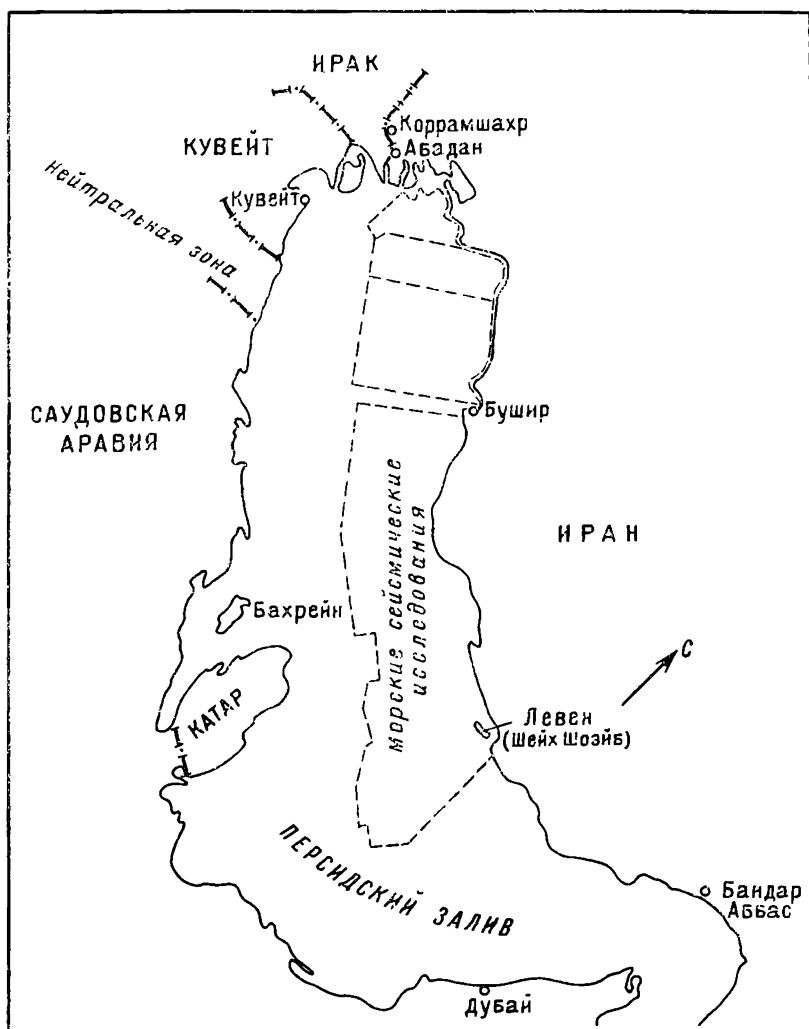 ИРАК
Коррамшахр
Абадан
КУВЕЙТ
Кувейт
Нейтральная зона
САУДОВСКАЯ
АРАВИЯ
Бушир
Морские сейсмические
исследования
ИРАН
Бахрейн
С
КАТАР
Левен
(Шейх Шоэйб)
ПЕРСИДСКИЙ ЗАЛИВ
Бандар
Аббас
Дубай